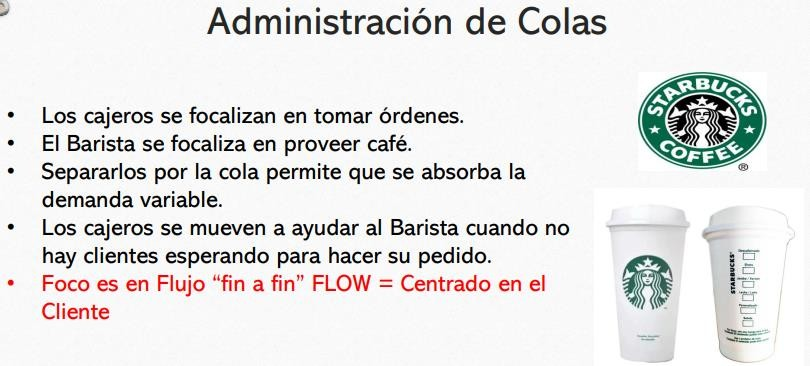 Administración de Colas
• Los cajeros se focalizan en tomar órdenes.
• El Barista se focaliza en proveer café.
• Separarlos por la cola permite que se absorba la
demanda variable.
• Los cajeros se mueven a ayudar al Barista cuando no
hay clientes esperando para hacer su pedido.
• Foco es en Flujo “fin a fin” FLOW = Centrado en el
Cliente
STARBUCKS
COFFEE
®
STARBUCKS